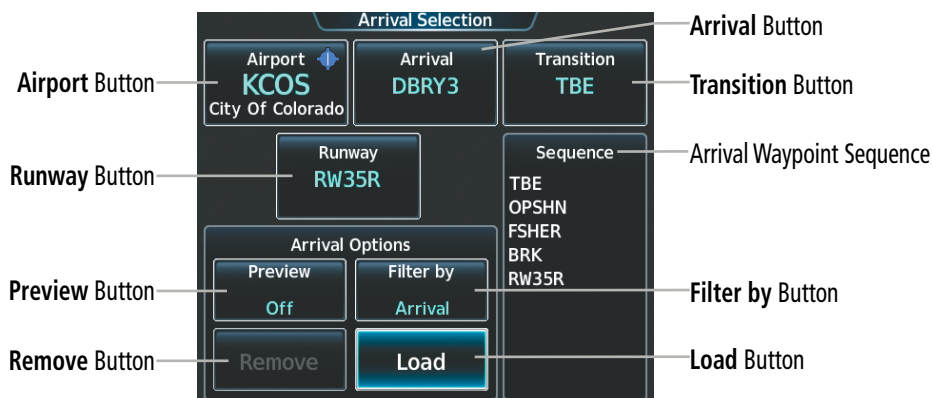 Arrival Selection
Arrival Button
Airport
KCOS
City Of Colorado
Arrival
DBRY3
Transition
TBE
Airport Button
Transition Button
Runway
RW35R
Runway Button
Sequence
TBE
OPSHN
FSHER
BRK
RW35R
Arrival Waypoint Sequence
Arrival Options
Preview
Off
Filter by
Arrival
Preview Button
Filter by Button
Remove
Load
Remove Button
Load Button